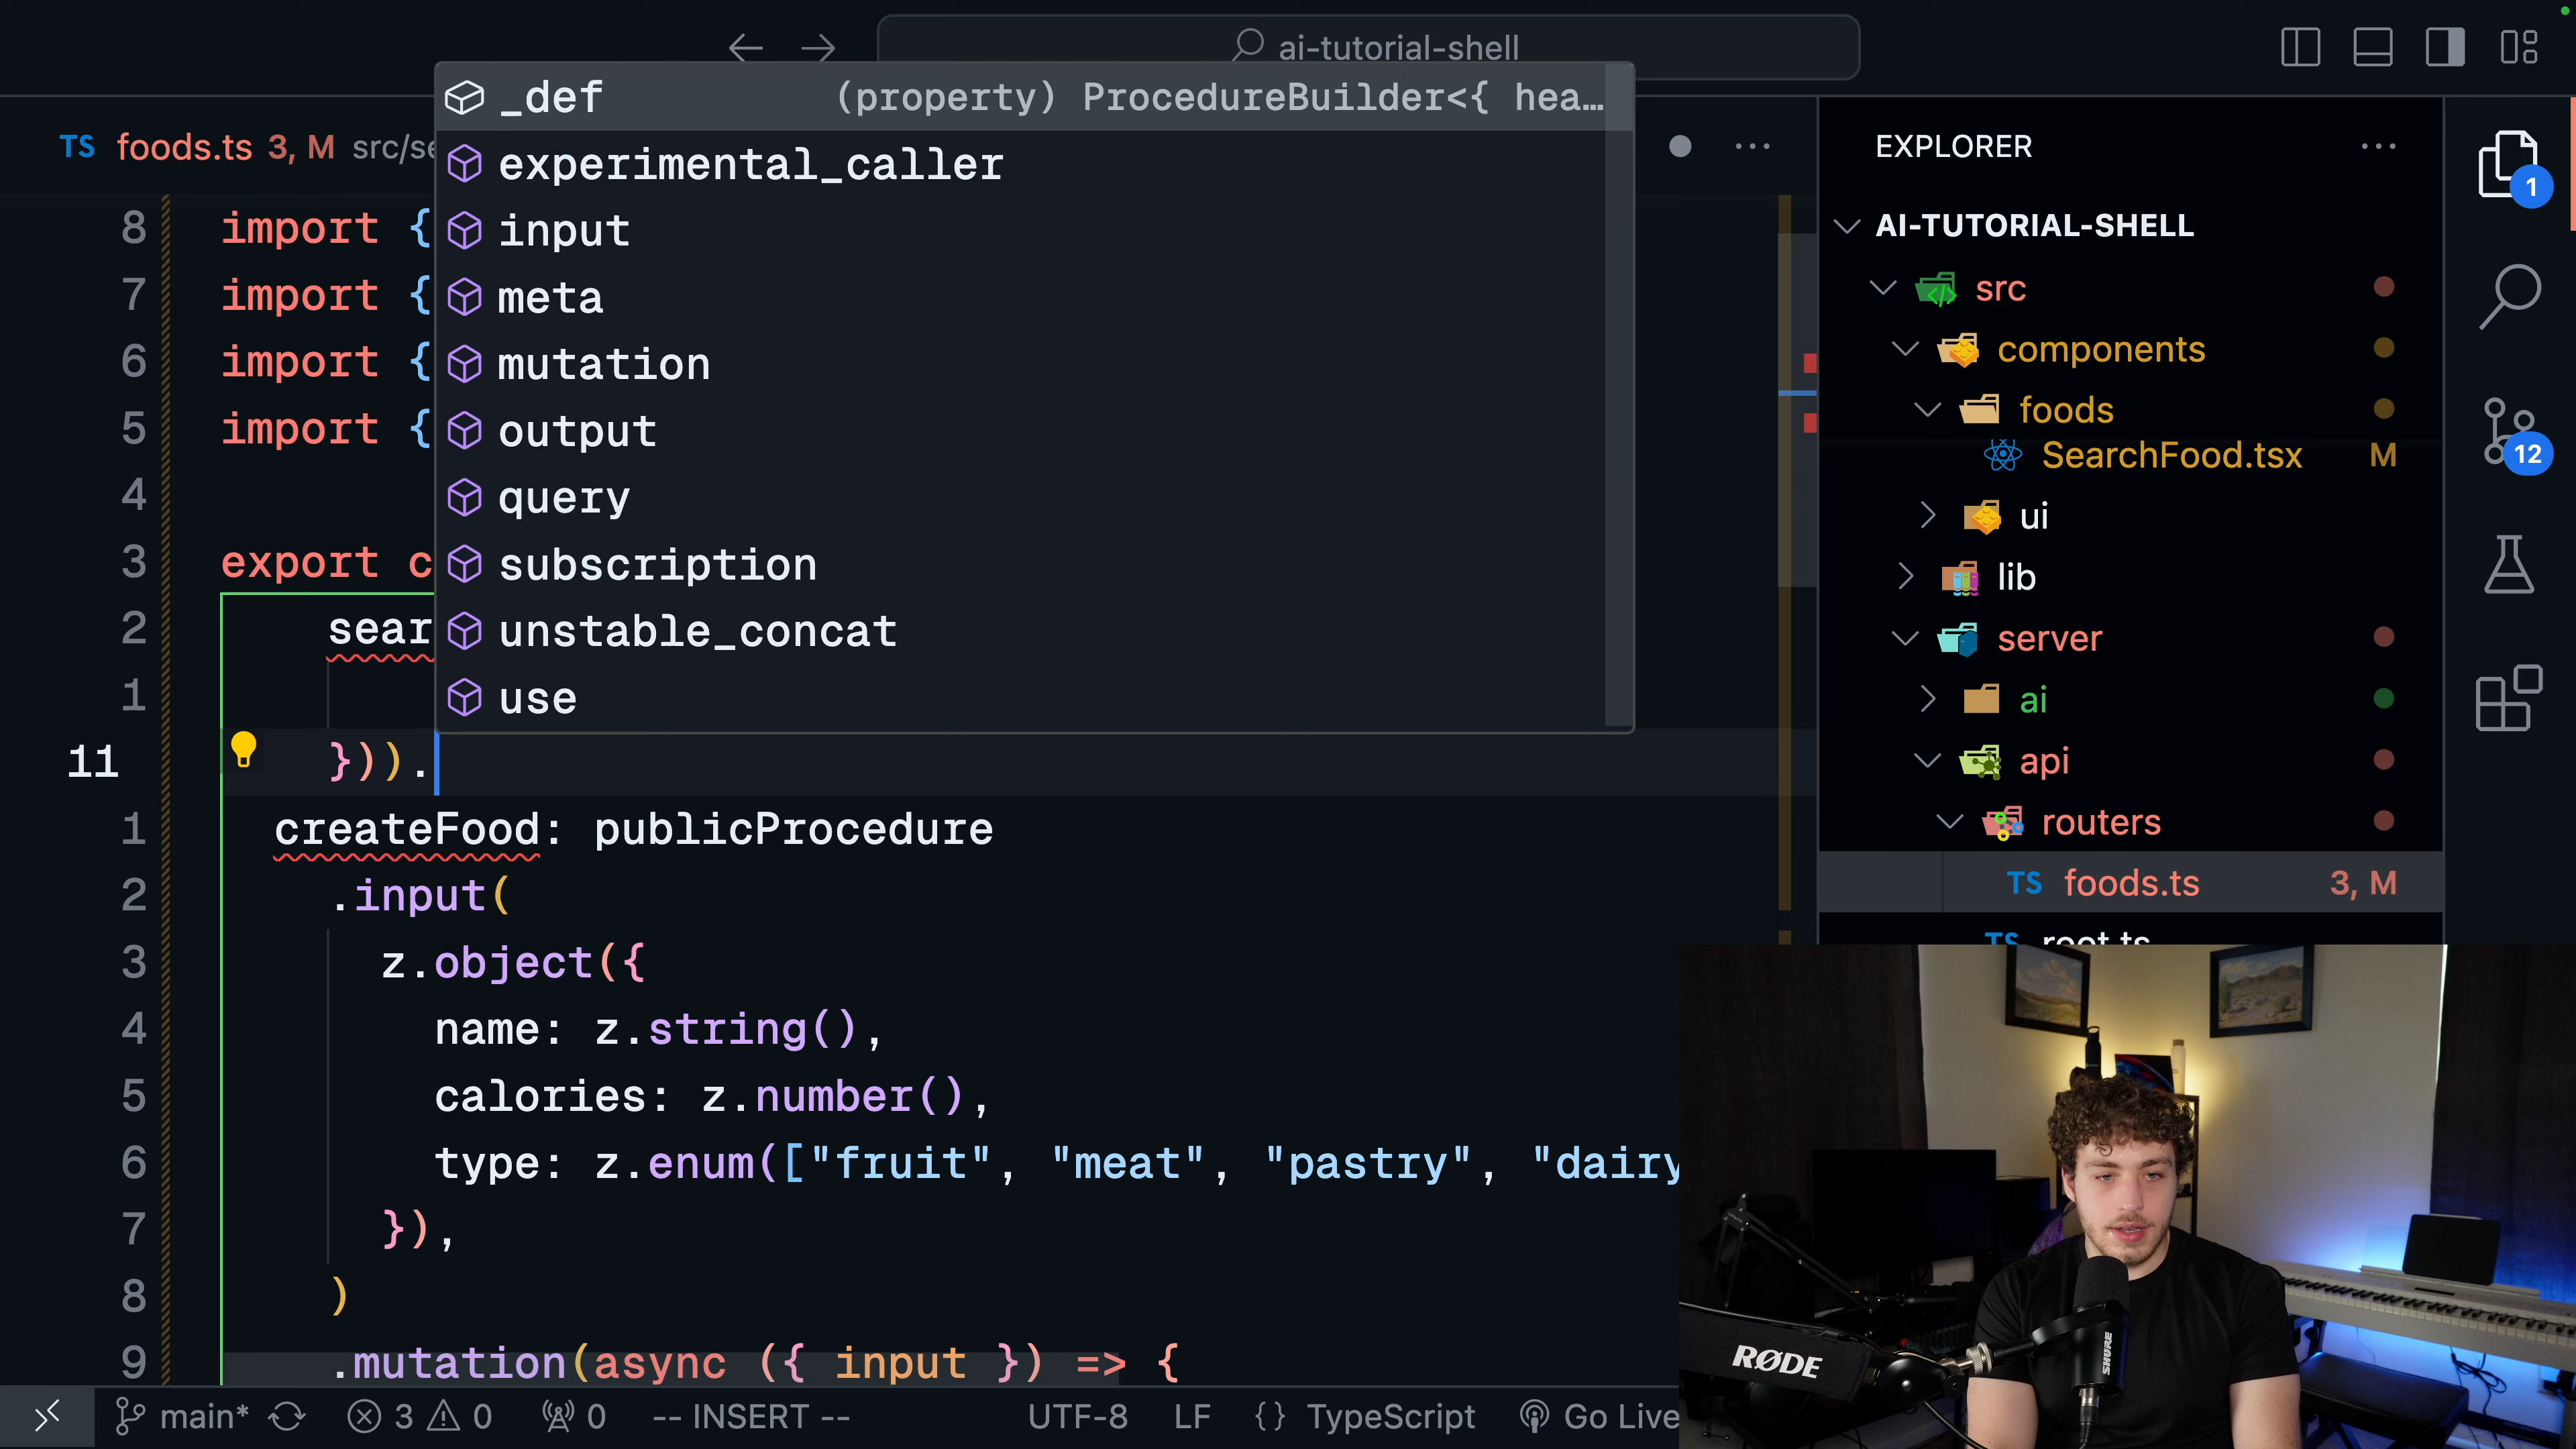 ai-tutorial-shell
TS foods.ts 3, M src/se
_def (property) ProcedureBuilder<{ hea…
experimental_caller
input
meta
mutation
output
query
subscription
unstable_concat
use
8 import {
7 import {
6 import {
5 import {
4
3 export c
2 sear
1
11 })).
1 createFood: publicProcedure
2 .input(
3 z.object({
4 name: z.string(),
5 calories: z.number(),
6 type: z.enum(["fruit", "meat", "pastry", "dairy
7 }),
8 )
9 .mutation(async ({ input }) => {
main* 3 0 0 -- INSERT -- UTF-8 LF {} TypeScript Go Live
EXPLORER
AI-TUTORIAL-SHELL
src
components
foods
SearchFood.tsx M
ui
lib
server
ai
api
routers
TS foods.ts 3, M
TS root.ts
1
12
RØDE
SHURE